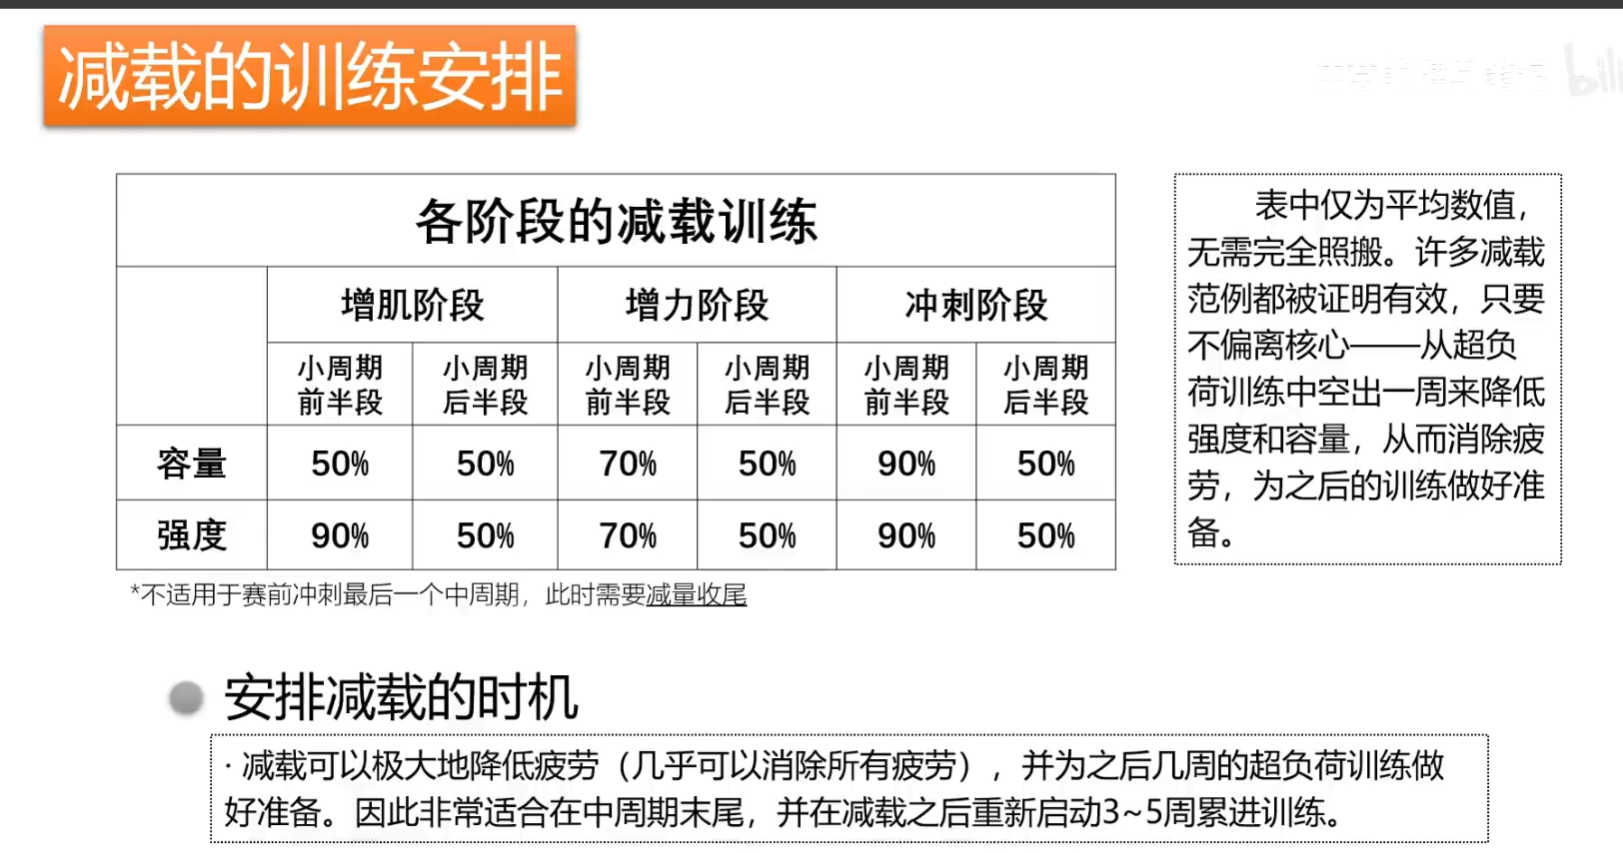 减载的训练安排
bili
各阶段的减载训练
增肌阶段 增力阶段 冲刺阶段
小周期前半段 小周期后半段 小周期前半段 小周期后半段 小周期前半段 小周期后半段
容量 50% 50% 70% 50% 90% 50%
强度 90% 50% 70% 50% 90% 50%
*不适用于赛前冲刺最后一个中周期，此时需要减量收尾
表中仅为平均数值，
无需完全照搬。许多减载
范例都被证明有效，只要
不偏离核心——从超负
荷训练中空出一周来降低
强度和容量，从而消除疲
劳，为之后的训练做好准
备。
安排减载的时机
· 减载可以极大地降低疲劳（几乎可以消除所有疲劳），并为之后几周的超负荷训练做
好准备。因此非常适合在中周期末尾，并在减载之后重新启动3~5周累进训练。